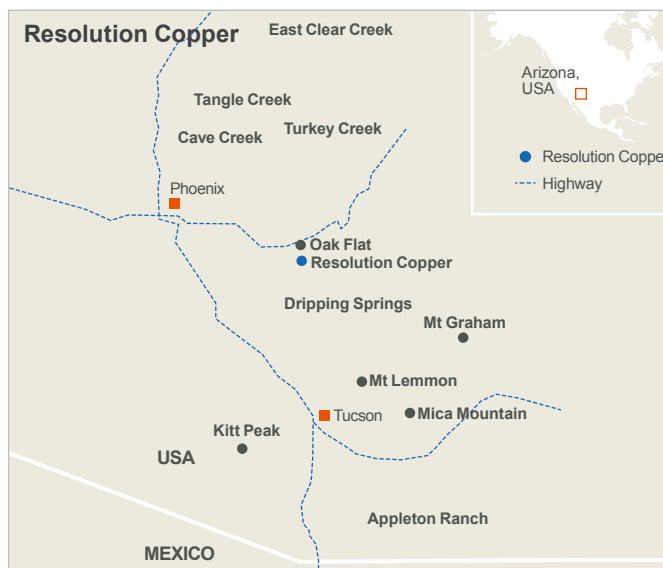 Resolution Copper
East Clear Creek
Arizona,
USA
Tangle Creek
Turkey Creek
Cave Creek
Resolution Copper
Highway
Phoenix
Oak Flat
Resolution Copper
Dripping Springs
Mt Graham
Mt Lemmon
Tucson
Mica Mountain
Kitt Peak
USA
Appleton Ranch
MEXICO